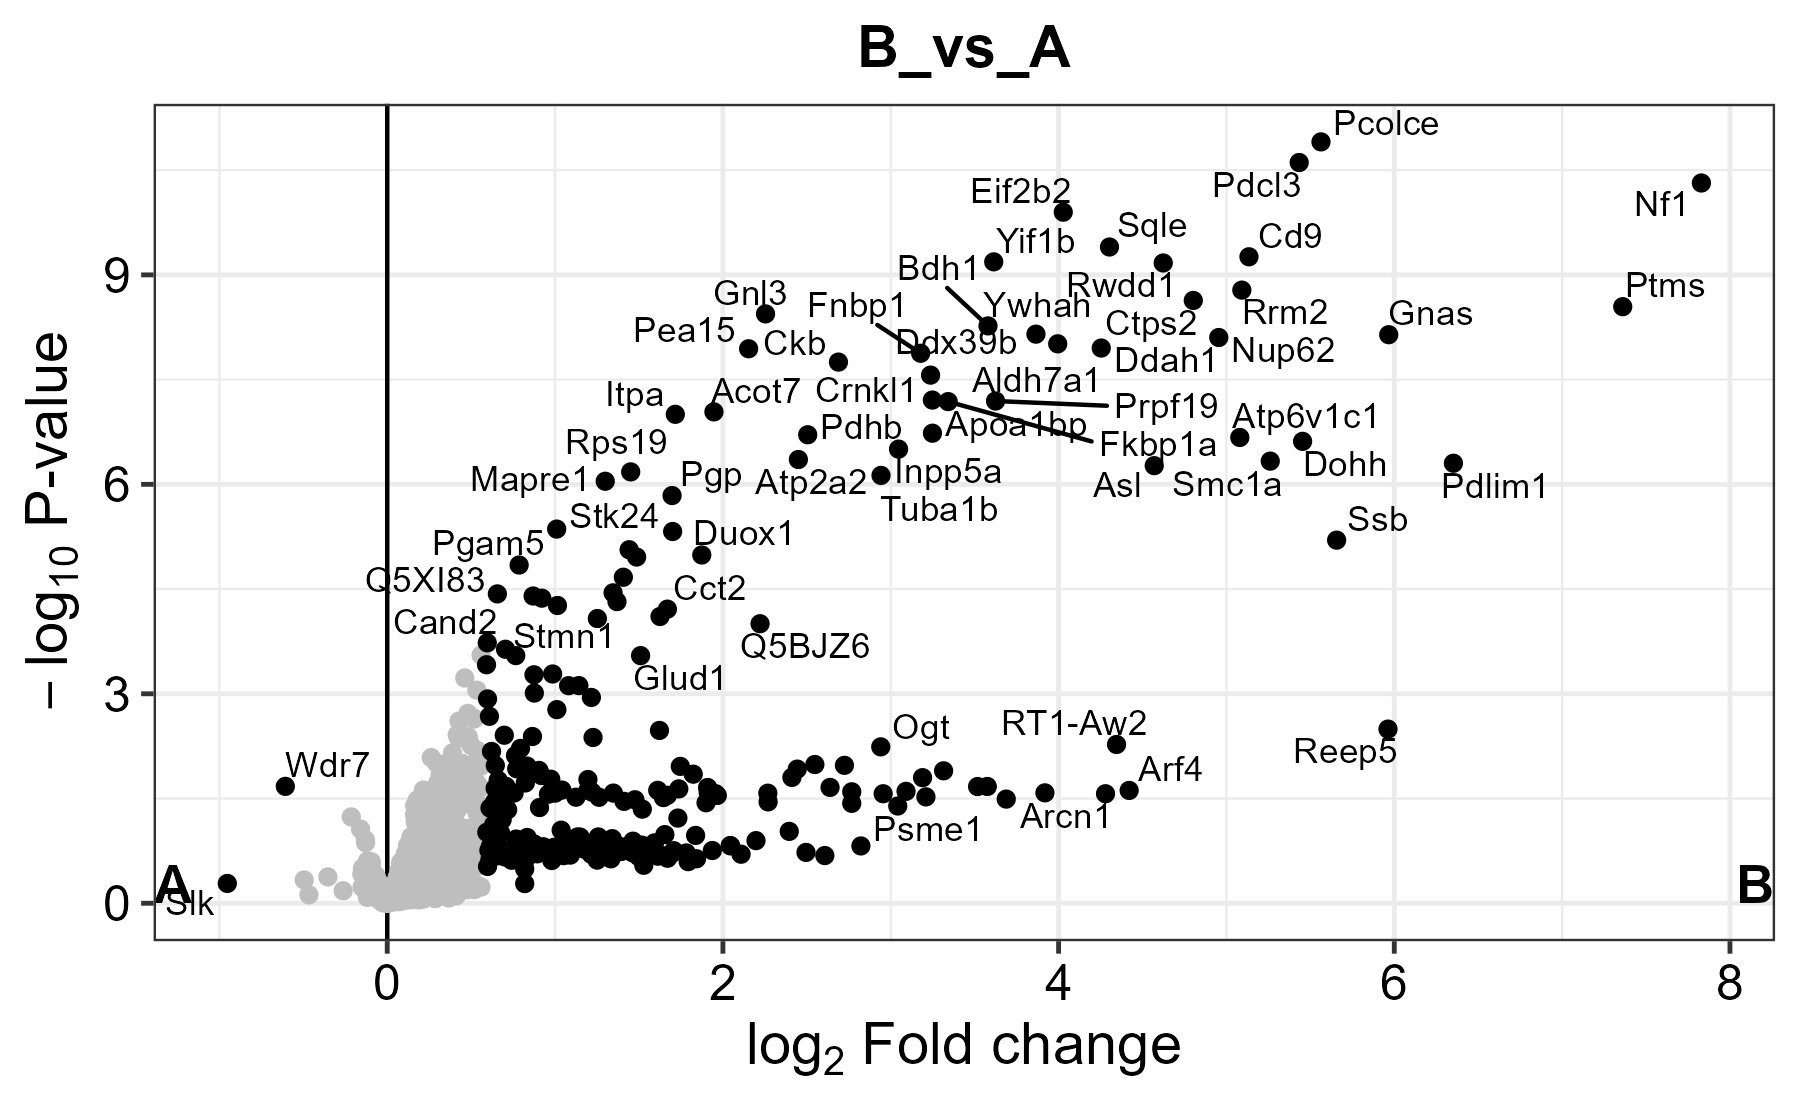 B_vs_A
Pcolce
Pdcl3
Nf1
Eif2b2
Sqle
Cd9
Yif1b
Bdh1
Rwdd1
Ptms
Gnl3
Fnbp1
Ywhah
Rrm2
Gnas
Pea15
Ckb
Ddx39b
Ctps2
Nup62
Ddah1
Itpa
Acot7
Crnkl1
Aldh7a1
Prpf19
Atp6v1c1
Rps19
Pdhb
Apoa1bp
Fkbp1a
Dohh
Mapre1
Pgp
Atp2a2
Inpp5a
Asl
Smc1a
Pdlim1
Tuba1b
Stk24
Duox1
Ssb
Pgam5
Q5XI83
Cct2
Cand2
Stmn1
Q5BJZ6
Glud1
Ogt
RT1-Aw2
Reep5
Wdr7
Arf4
Psme1
Arcn1
Slk
A
B
9
6
3
0
0 2 4 6 8
log2 Fold change
− log10 P-value